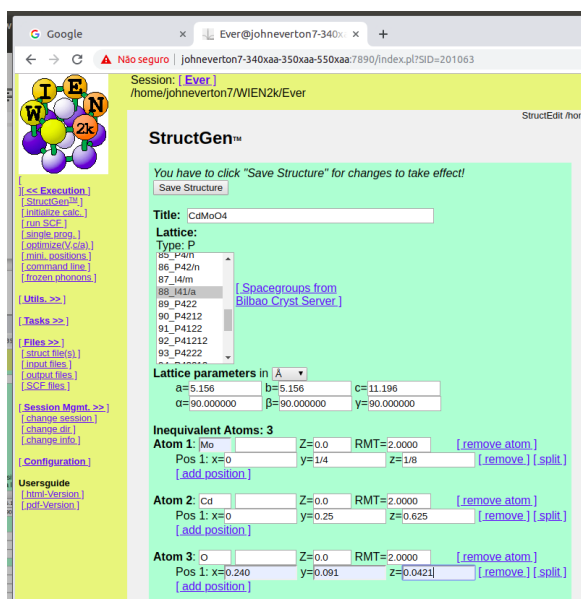 Google × Ever@johneverton7-340x × +
Não seguro | johneverton7-340xaa-350xaa-550xaa:7890/index.pl?SID=201063
WIEN
2k
Session: [ Ever ]
/home/johneverton7/WIEN2k/Ever
StructEdit /hor
StructGen™
You have to click "Save Structure" for changes to take effect!
Save Structure
Title: CdMoO4
Lattice:
Type: P
85_P4/n
86_P42/n
87_I4/m
88_I41/a
89_P422
90_P4212
91_P4122
92_P41212
93_P4222
[ Spacegroups from
Bilbao Cryst Server ]
Lattice parameters in Å
a=5.156 b=5.156 c=11.196
α=90.000000 β=90.000000 γ=90.000000
Inequivalent Atoms: 3
Atom 1: Mo Z=0.0 RMT=2.0000 [ remove atom ]
Pos 1: x=0 y=1/4 z=1/8 [ remove ] [ split ]
[ add position ]
Atom 2: Cd Z=0.0 RMT=2.0000 [ remove atom ]
Pos 1: x=0 y=0.25 z=0.625 [ remove ] [ split ]
[ add position ]
Atom 3: O Z=0.0 RMT=2.0000 [ remove atom ]
Pos 1: x=0.240 y=0.091 z=0.0421 [ remove ] [ split ]
[ add position ]
[
][ << Execution ]
[ StructGen™ ]
[ initialize calc. ]
[ run SCF ]
[ single prog. ]
[ optimize(V,c/a) ]
[ mini. positions ]
[ command line ]
[ frozen phonons ]
[ Utils. >> ]
[ Tasks >> ]
[ Files >> ]
[ struct file(s) ]
[ input files ]
[ output files ]
[ SCF files ]
[ Session Mgmt. >> ]
[ change session ]
[ change dir ]
[ change info ]
[ Configuration ]
Usersguide
[ html-Version ]
[ pdf-Version ]